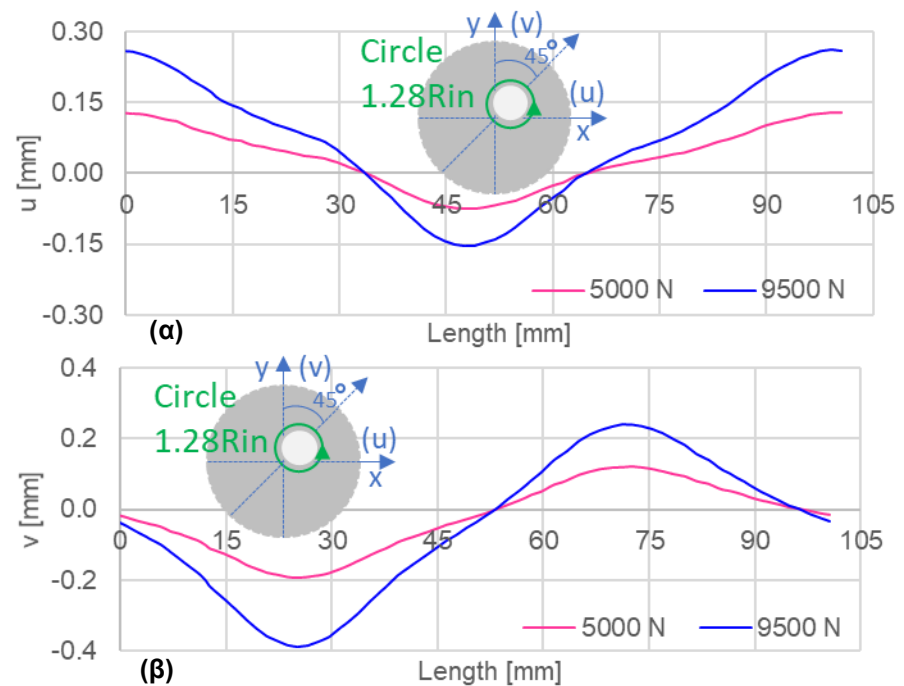 0.30
0.15
0.00
-0.15
-0.30
u [mm]
y (v)
Circle
45°
1.28Rin
(u)
x
0 15 30 45 60 75 90 105
5000 N 9500 N
(α)
Length [mm]
0.4
0.2
0.0
-0.2
-0.4
v [mm]
y (v)
Circle
45°
1.28Rin
(u)
x
0 15 30 45 60 75 90 105
5000 N 9500 N
(β)
Length [mm]